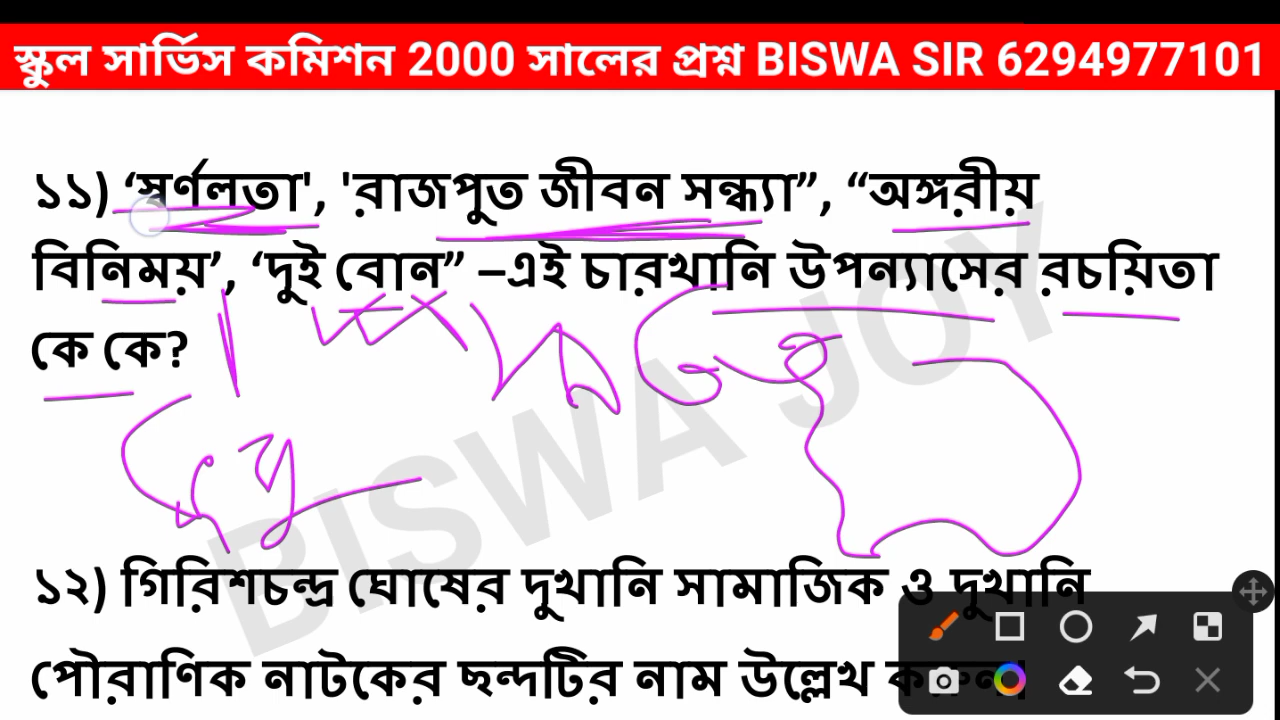 স্কুল সার্ভিস কমিশন 2000 সালের প্রশ্ন BISWA SIR 6294977101
১১) ‘স্বর্ণলতা', 'রাজপুত জীবন সন্ধ্যা”, “অঙ্গরীয়
বিনিময়’, ‘দুই বোন” –এই চারখানি উপন্যাসের রচয়িতা
কে কে?
BISWA JOY
১২) গিরিশচন্দ্র ঘোষের দুখানি সামাজিক ও দুখানি
পৌরাণিক নাটকের ছন্দটির নাম উল্লেখ